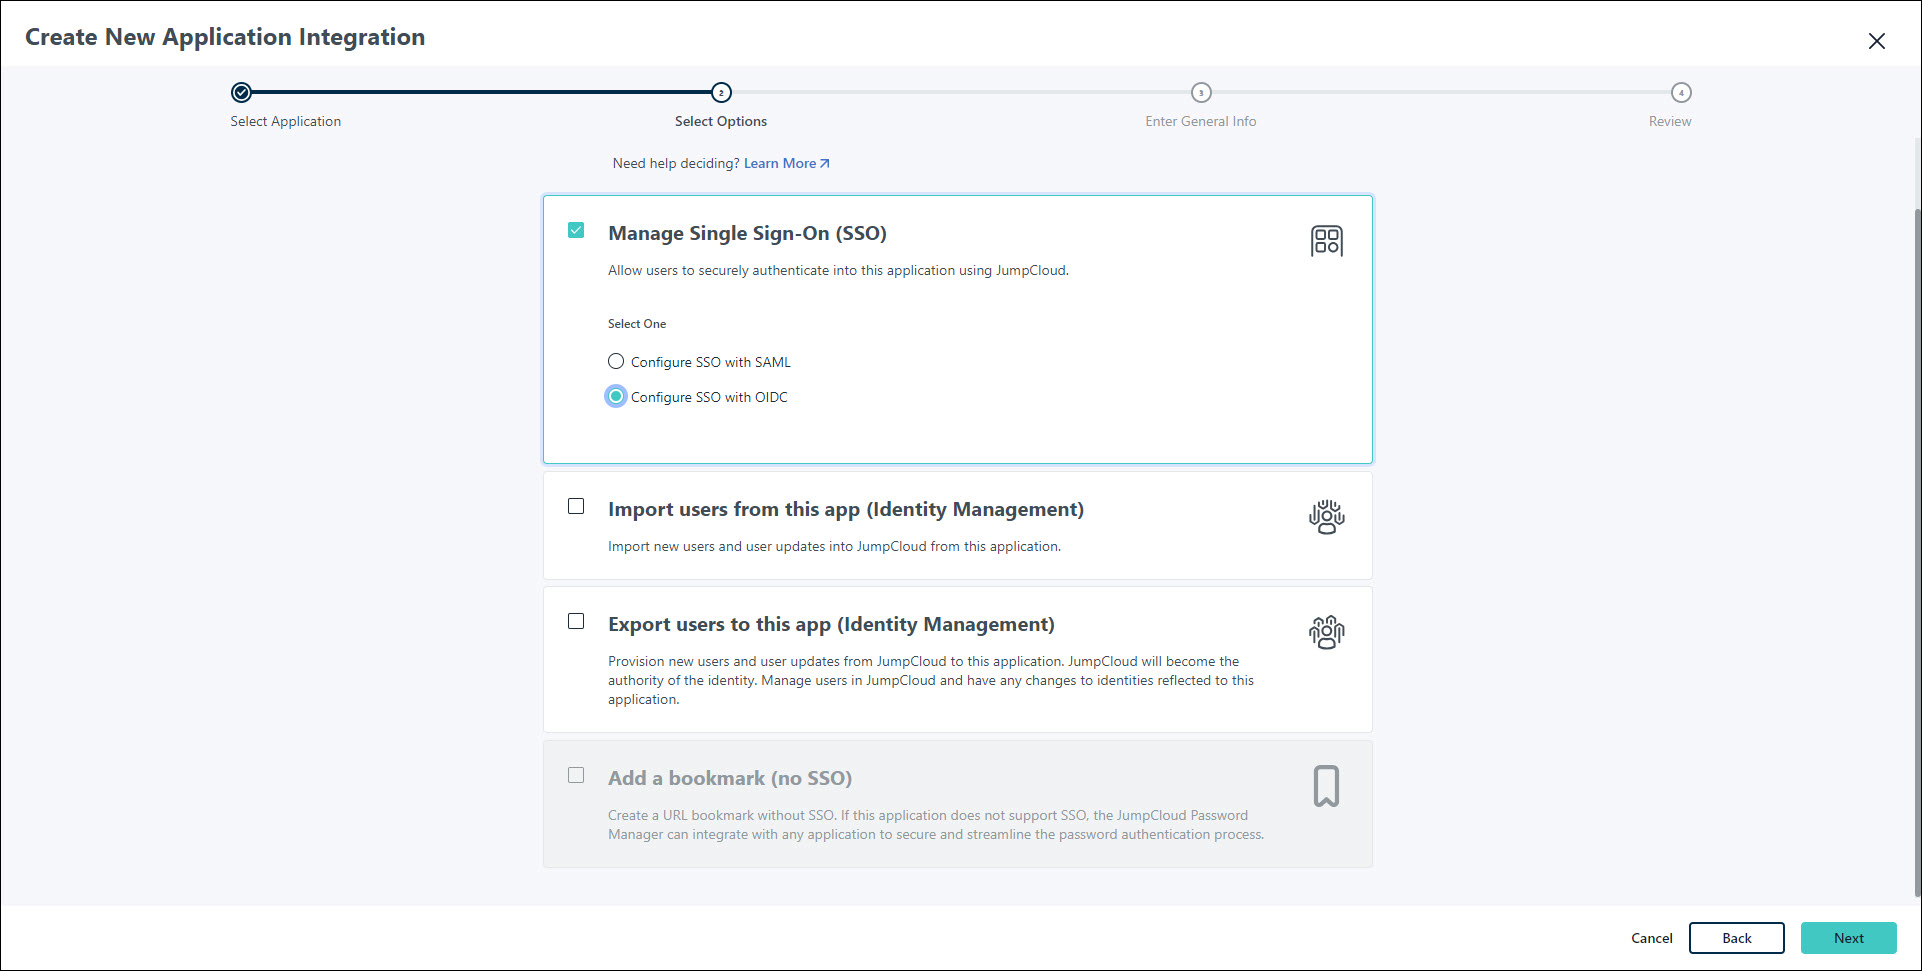 Create New Application Integration
2
3
4
Select Application
Select Options
Enter General Info
Review
Need help deciding? Learn More
Manage Single Sign-On (SSO)
Allow users to securely authenticate into this application using JumpCloud.
Select One
Configure SSO with SAML
Configure SSO with OIDC
Import users from this app (Identity Management)
Import new users and user updates into JumpCloud from this application.
Export users to this app (Identity Management)
Provision new users and user updates from JumpCloud to this application. JumpCloud will become the
authority of the identity. Manage users in JumpCloud and have any changes to identities reflected to this
application.
Add a bookmark (no SSO)
Create a URL bookmark without SSO. If this application does not support SSO, the JumpCloud Password
Manager can integrate with any application to secure and streamline the password authentication process.
Cancel
Back
Next